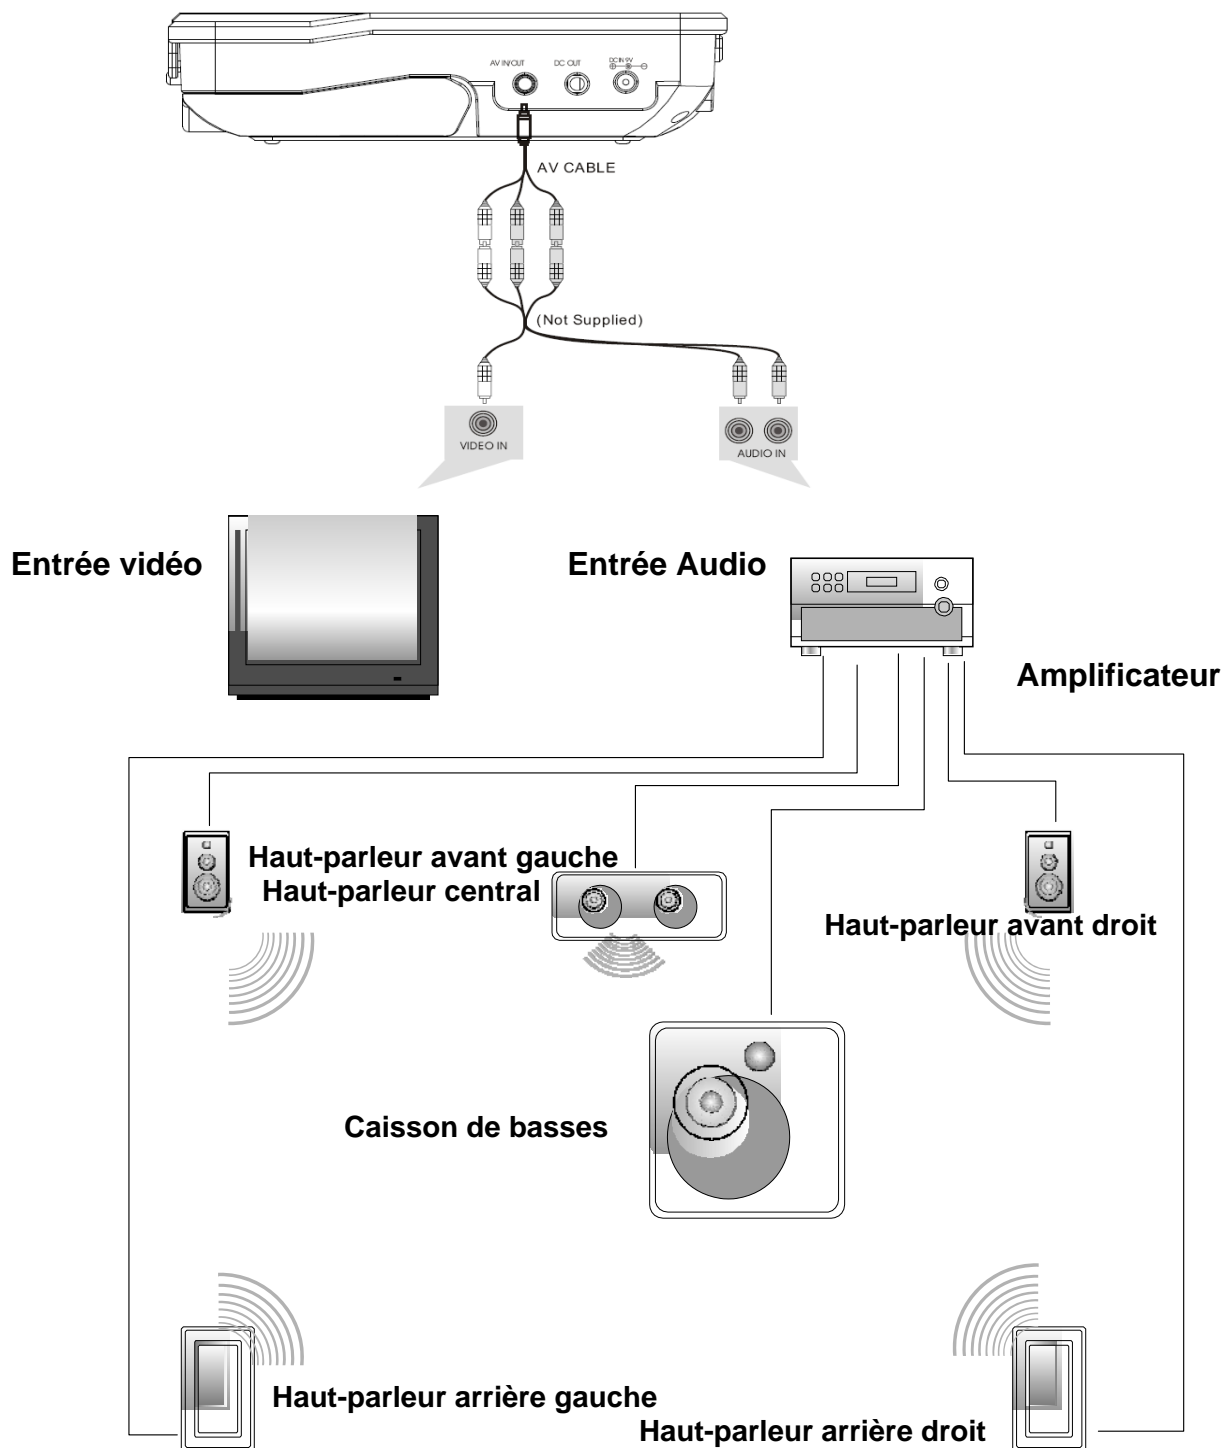 AV IN/OUT
DC OUT
DC IN 9V
AV CABLE
(Not Supplied)
VIDEO IN
AUDIO IN
Entrée vidéo
Entrée Audio
Amplificateur
Haut-parleur avant gauche
Haut-parleur central
Haut-parleur avant droit
Caisson de basses
Haut-parleur arrière gauche
Haut-parleur arrière droit